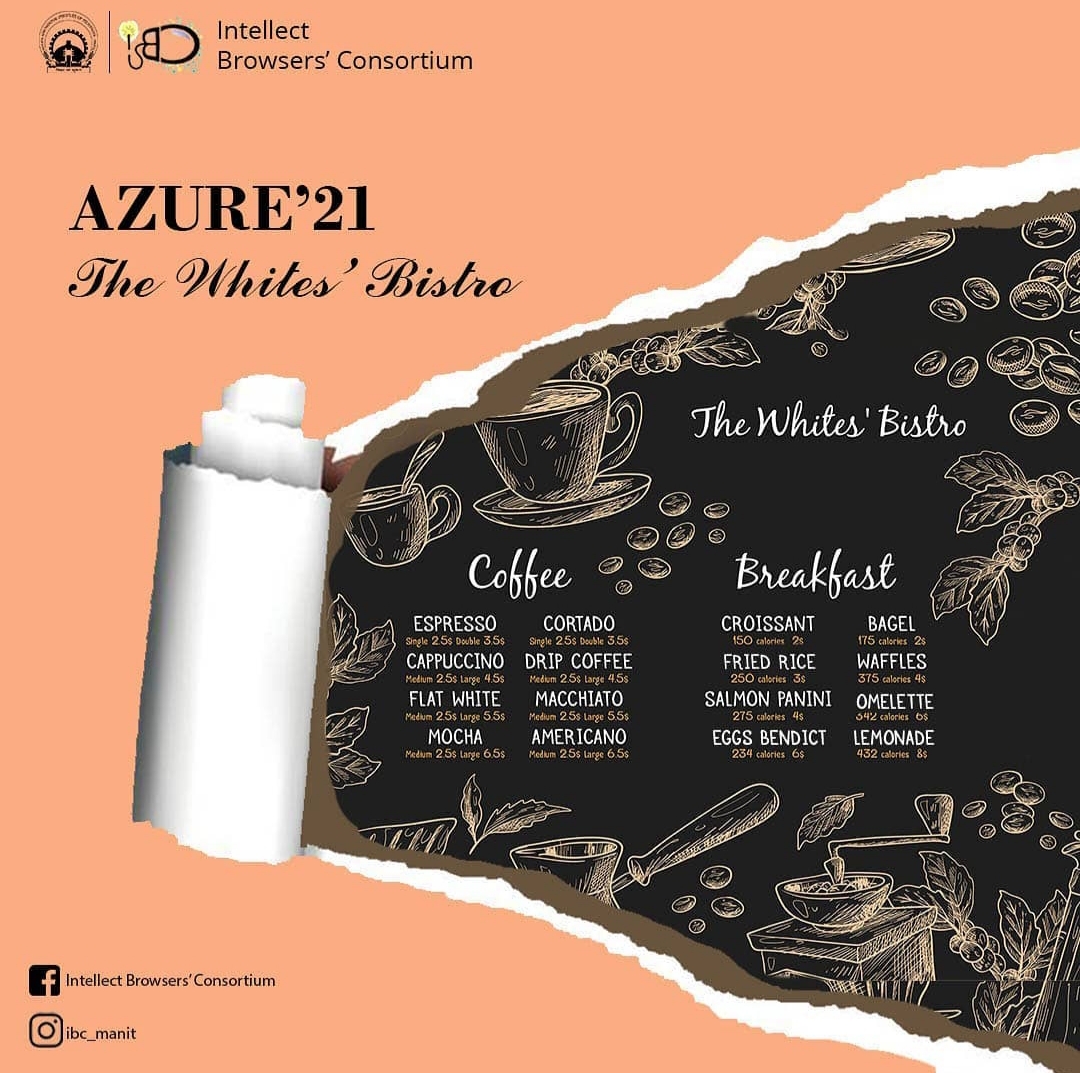 Intellect
Browsers' Consortium
AZURE'21
The Whites' Bistro
The Whites' Bistro
Coffee
ESPRESSO
Single 2.5$ Double 3.5$
CAPPUCCINO
Medium 2.5$ Large 4.5$
FLAT WHITE
Medium 2.5$ Large 5.5$
MOCHA
Medium 2.5$ Large 6.5$
CORTADO
Single 2.5$ Double 3.5$
DRIP COFFEE
Medium 2.5$ Large 4.5$
MACCHIATO
Medium 2.5$ Large 5.5$
AMERICANO
Medium 2.5$ Large 6.5$
Breakfast
CROISSANT
150 calories 2$
FRIED RICE
250 calories 3$
SALMON PANINI
275 calories 4$
EGGS BENDICT
234 calories 6$
BAGEL
175 calories 2$
WAFFLES
375 calories 4$
OMELETTE
342 calories 6$
LEMONADE
432 calories 8$
Intellect Browsers' Consortium
ibc_manit